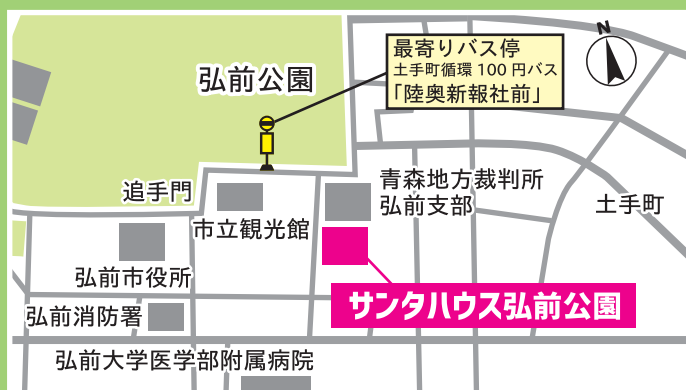 N
最寄りバス停
土手町循環 100 円バス
「陸奥新報社前」
弘前公園
追手門
市立観光館
青森地方裁判所
弘前支部
土手町
弘前市役所
サンタハウス弘前公園
弘前消防署
弘前大学医学部附属病院